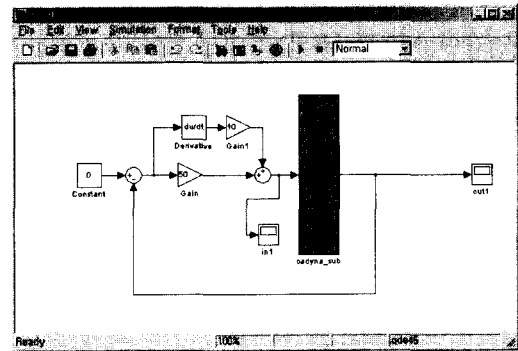 File Edit View Simulation Format Tools Help
Normal
du/dt
10
Derivative
Gain1
0
Constant
50
Gain
in1
oadyna_sub
out1
Ready 100% ode45